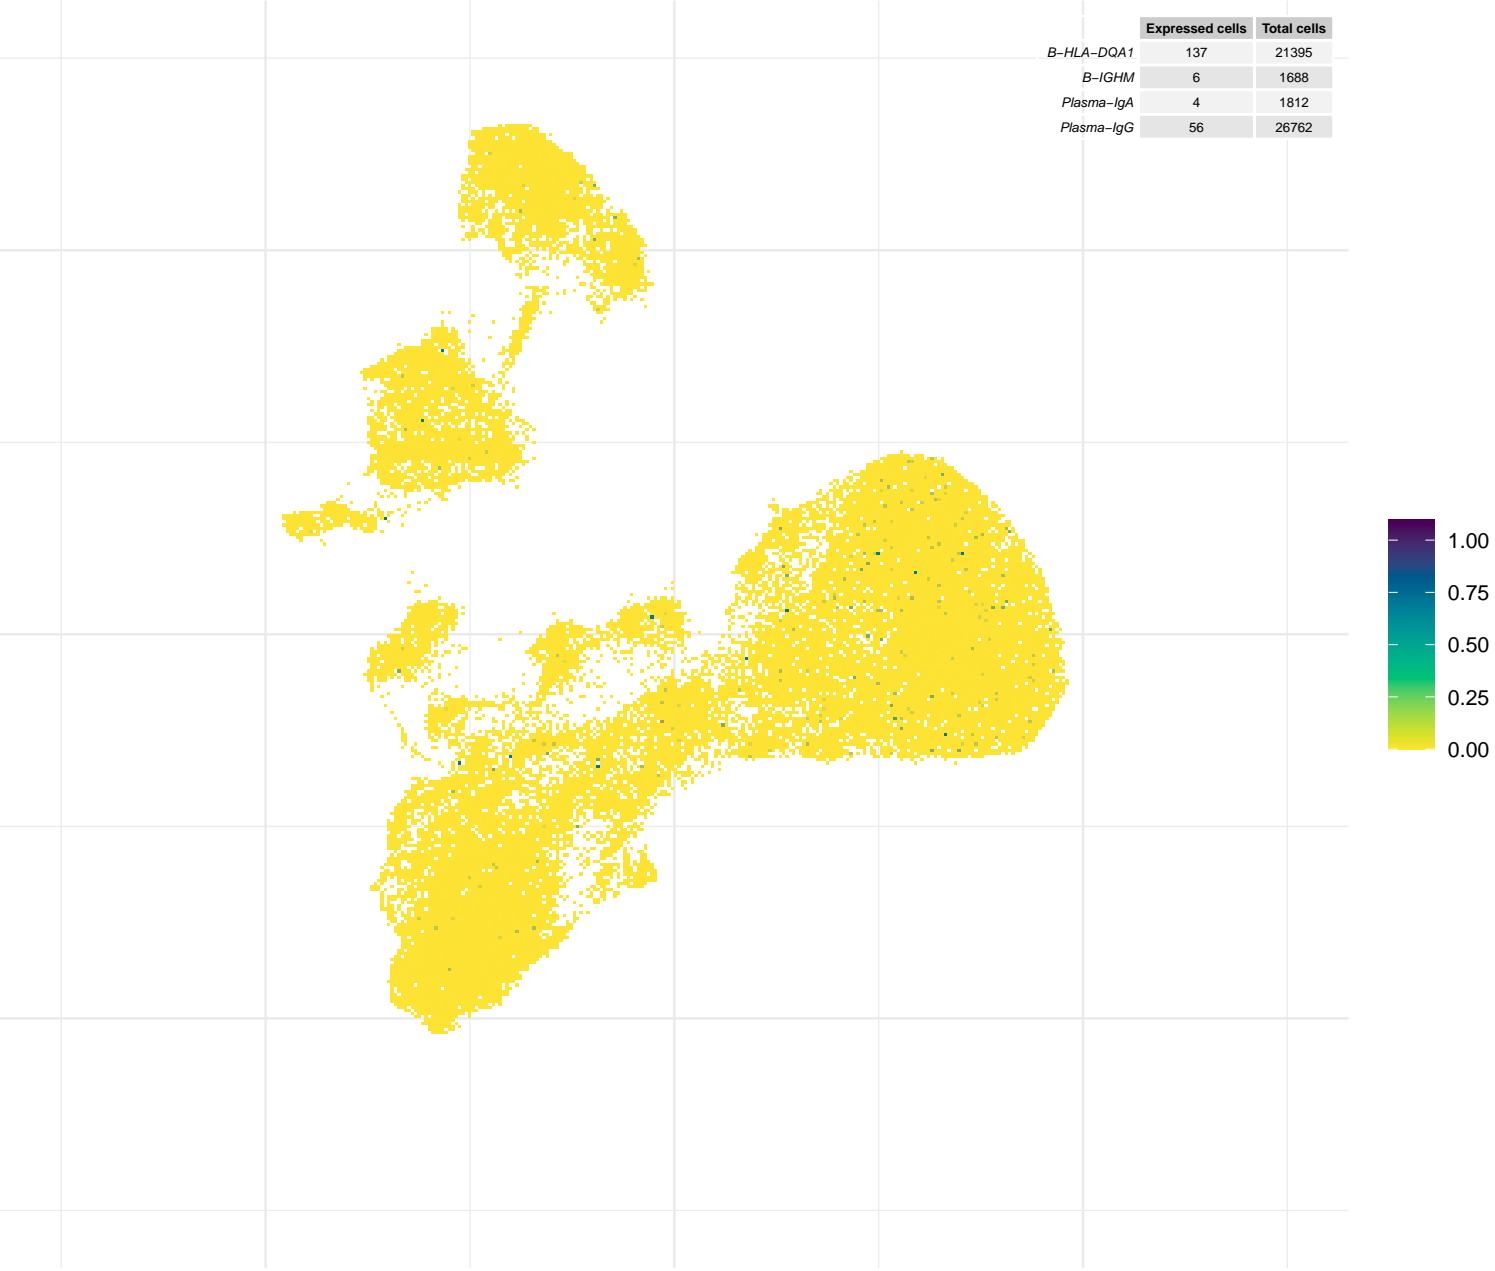 Expressed cells Total cells
B−HLA−DQA1 137 21395
B−IGHM 6 1688
Plasma−IgA 4 1812
Plasma−IgG 56 26762
1.00
0.75
0.50
0.25
0.00